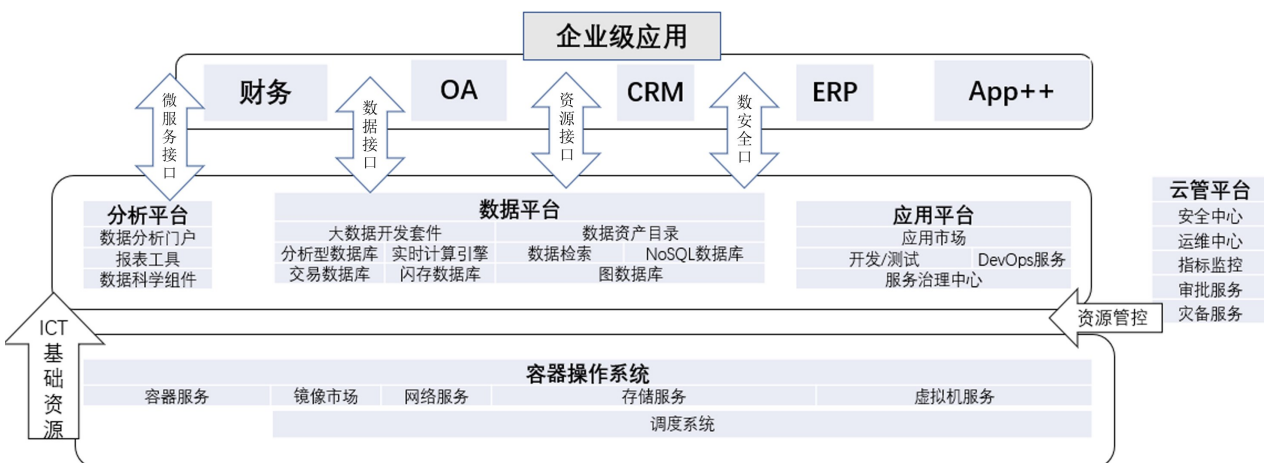 企业级应用
财务
OA
CRM
ERP
App++
微服务接口
数据接口
资源接口
数安全口
分析平台
数据分析门户
报表工具
数据科学组件
数据平台
大数据开发套件
数据资产目录
分析型数据库
实时计算引擎
数据检索
NoSQL数据库
交易数据库
闪存数据库
图数据库
应用平台
应用市场
开发/测试
DevOps服务
服务治理中心
云管平台
安全中心
运维中心
指标监控
审批服务
灾备服务
资源管控
ICT
基
础
资
源
容器操作系统
容器服务
镜像市场
网络服务
存储服务
虚拟机服务
调度系统